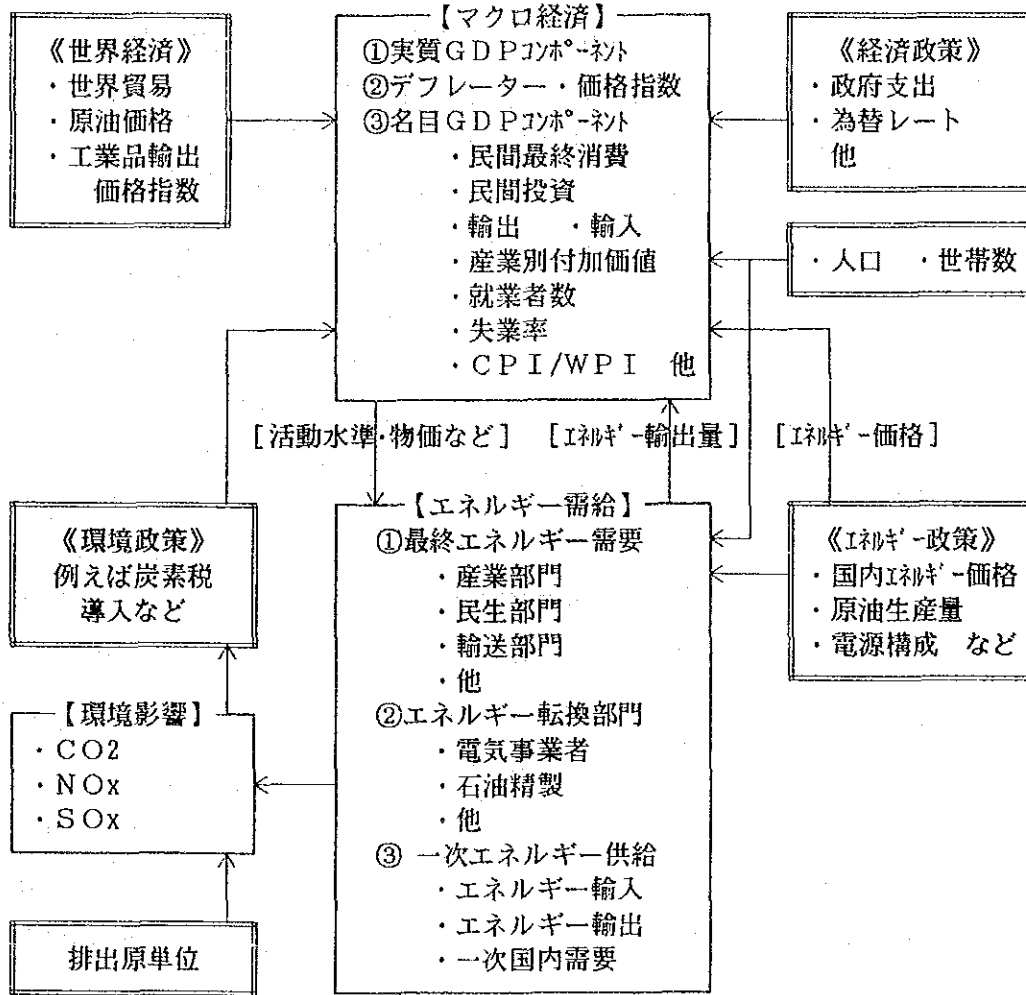 《世界経済》
・世界貿易
・原油価格
・工業品輸出
価格指数
【マクロ経済】
①実質GDPコンポーネント
②デフレーター・価格指数
③名目GDPコンポーネント
・民間最終消費
・民間投資
・輸出 ・輸入
・産業別付加価値
・就業者数
・失業率
・CPI/WPI 他
《経済政策》
・政府支出
・為替レート
他
・人口 ・世帯数
[活動水準・物価など] [エネルギー輸出量] [エネルギー価格]
《環境政策》
例えば炭素税
導入など
【環境影響】
・CO2
・NOx
・SOx
排出原単位
【エネルギー需給】
①最終エネルギー需要
・産業部門
・民生部門
・輸送部門
・他
②エネルギー転換部門
・電気事業者
・石油精製
・他
③ 一次エネルギー供給
・エネルギー輸入
・エネルギー輸出
・一次国内需要
《エネルギー政策》
・国内エネルギー価格
・原油生産量
・電源構成 など